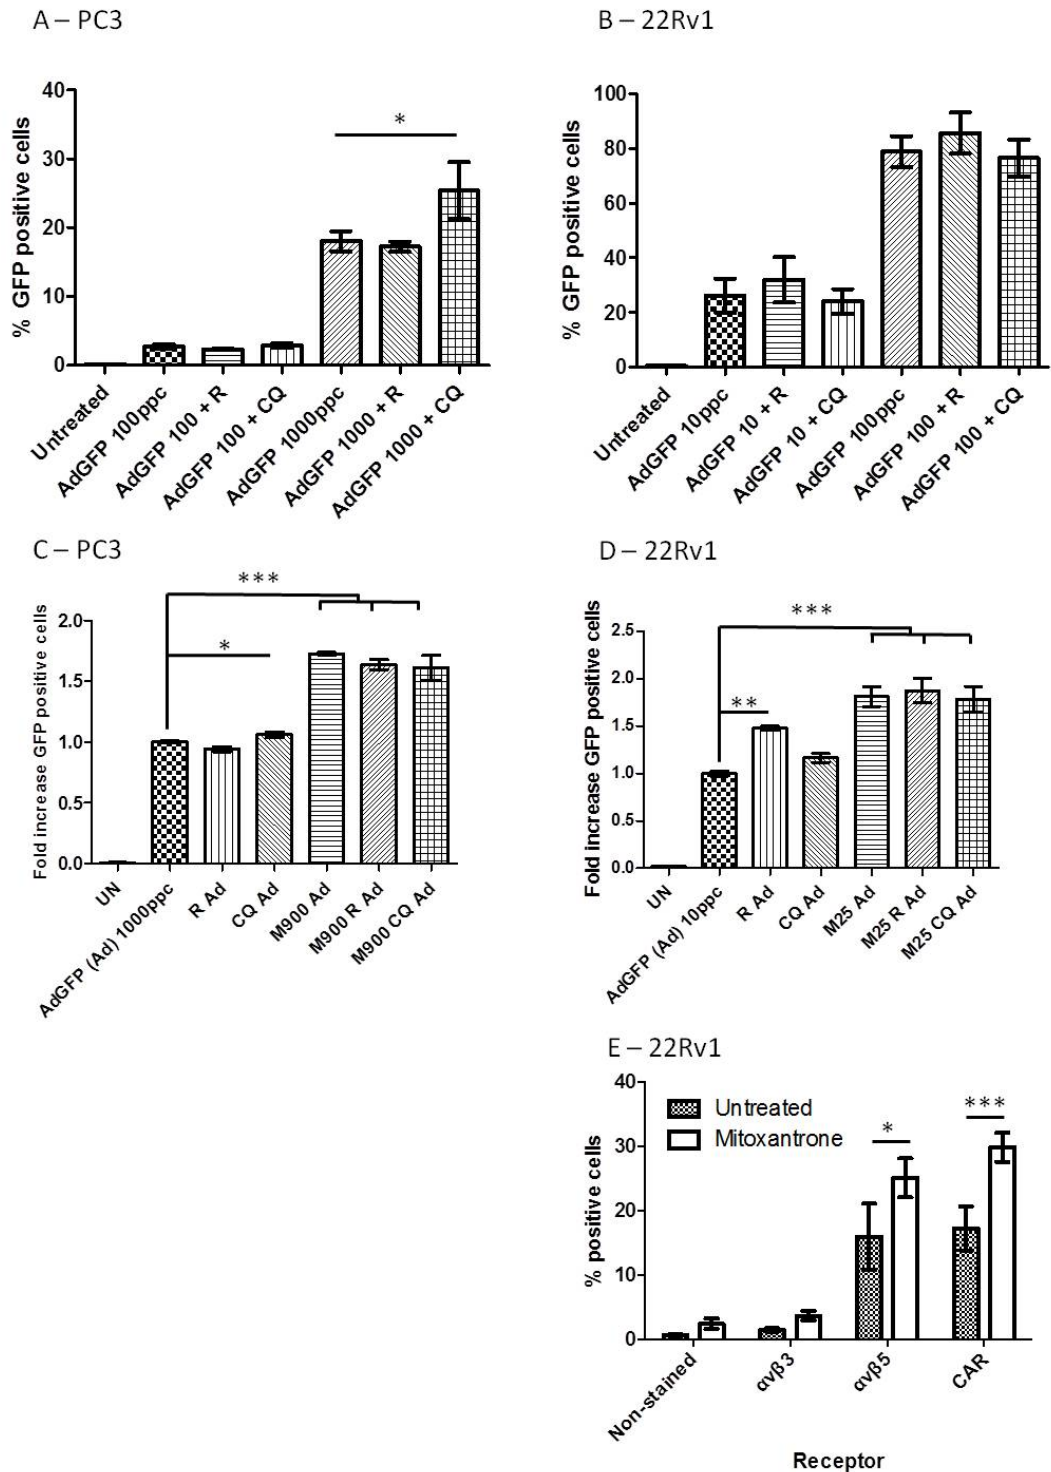 A – PC3
% GFP positive cells
40
30
20
10
0
*
Untreated
AdGFP 100ppc
AdGFP 100 + R
AdGFP 100 + CQ
AdGFP 1000ppc
AdGFP 1000 + R
AdGFP 1000 + CQ
B – 22Rv1
% GFP positive cells
100
80
60
40
20
0
Untreated
AdGFP 10ppc
AdGFP 10 + R
AdGFP 10 + CQ
AdGFP 100ppc
AdGFP 100 + R
AdGFP 100 + CQ
C – PC3
Fold increase GFP positive cells
2.0
1.5
1.0
0.5
0.0
***
*
UN
AdGFP (Ad) 1000ppc
R Ad
CQ Ad
M900 Ad
M900 R Ad
M900 CQ Ad
D – 22Rv1
Fold increase GFP positive cells
2.5
2.0
1.5
1.0
0.5
0.0
***
**
UN
AdGFP (Ad) 10ppc
R Ad
CQ Ad
M25 Ad
M25 R Ad
M25 CQ Ad
E – 22Rv1
% positive cells
40
30
20
10
0
Untreated
Mitoxantrone
*
***
Non-stained
αvβ3
αvβ5
CAR
Receptor